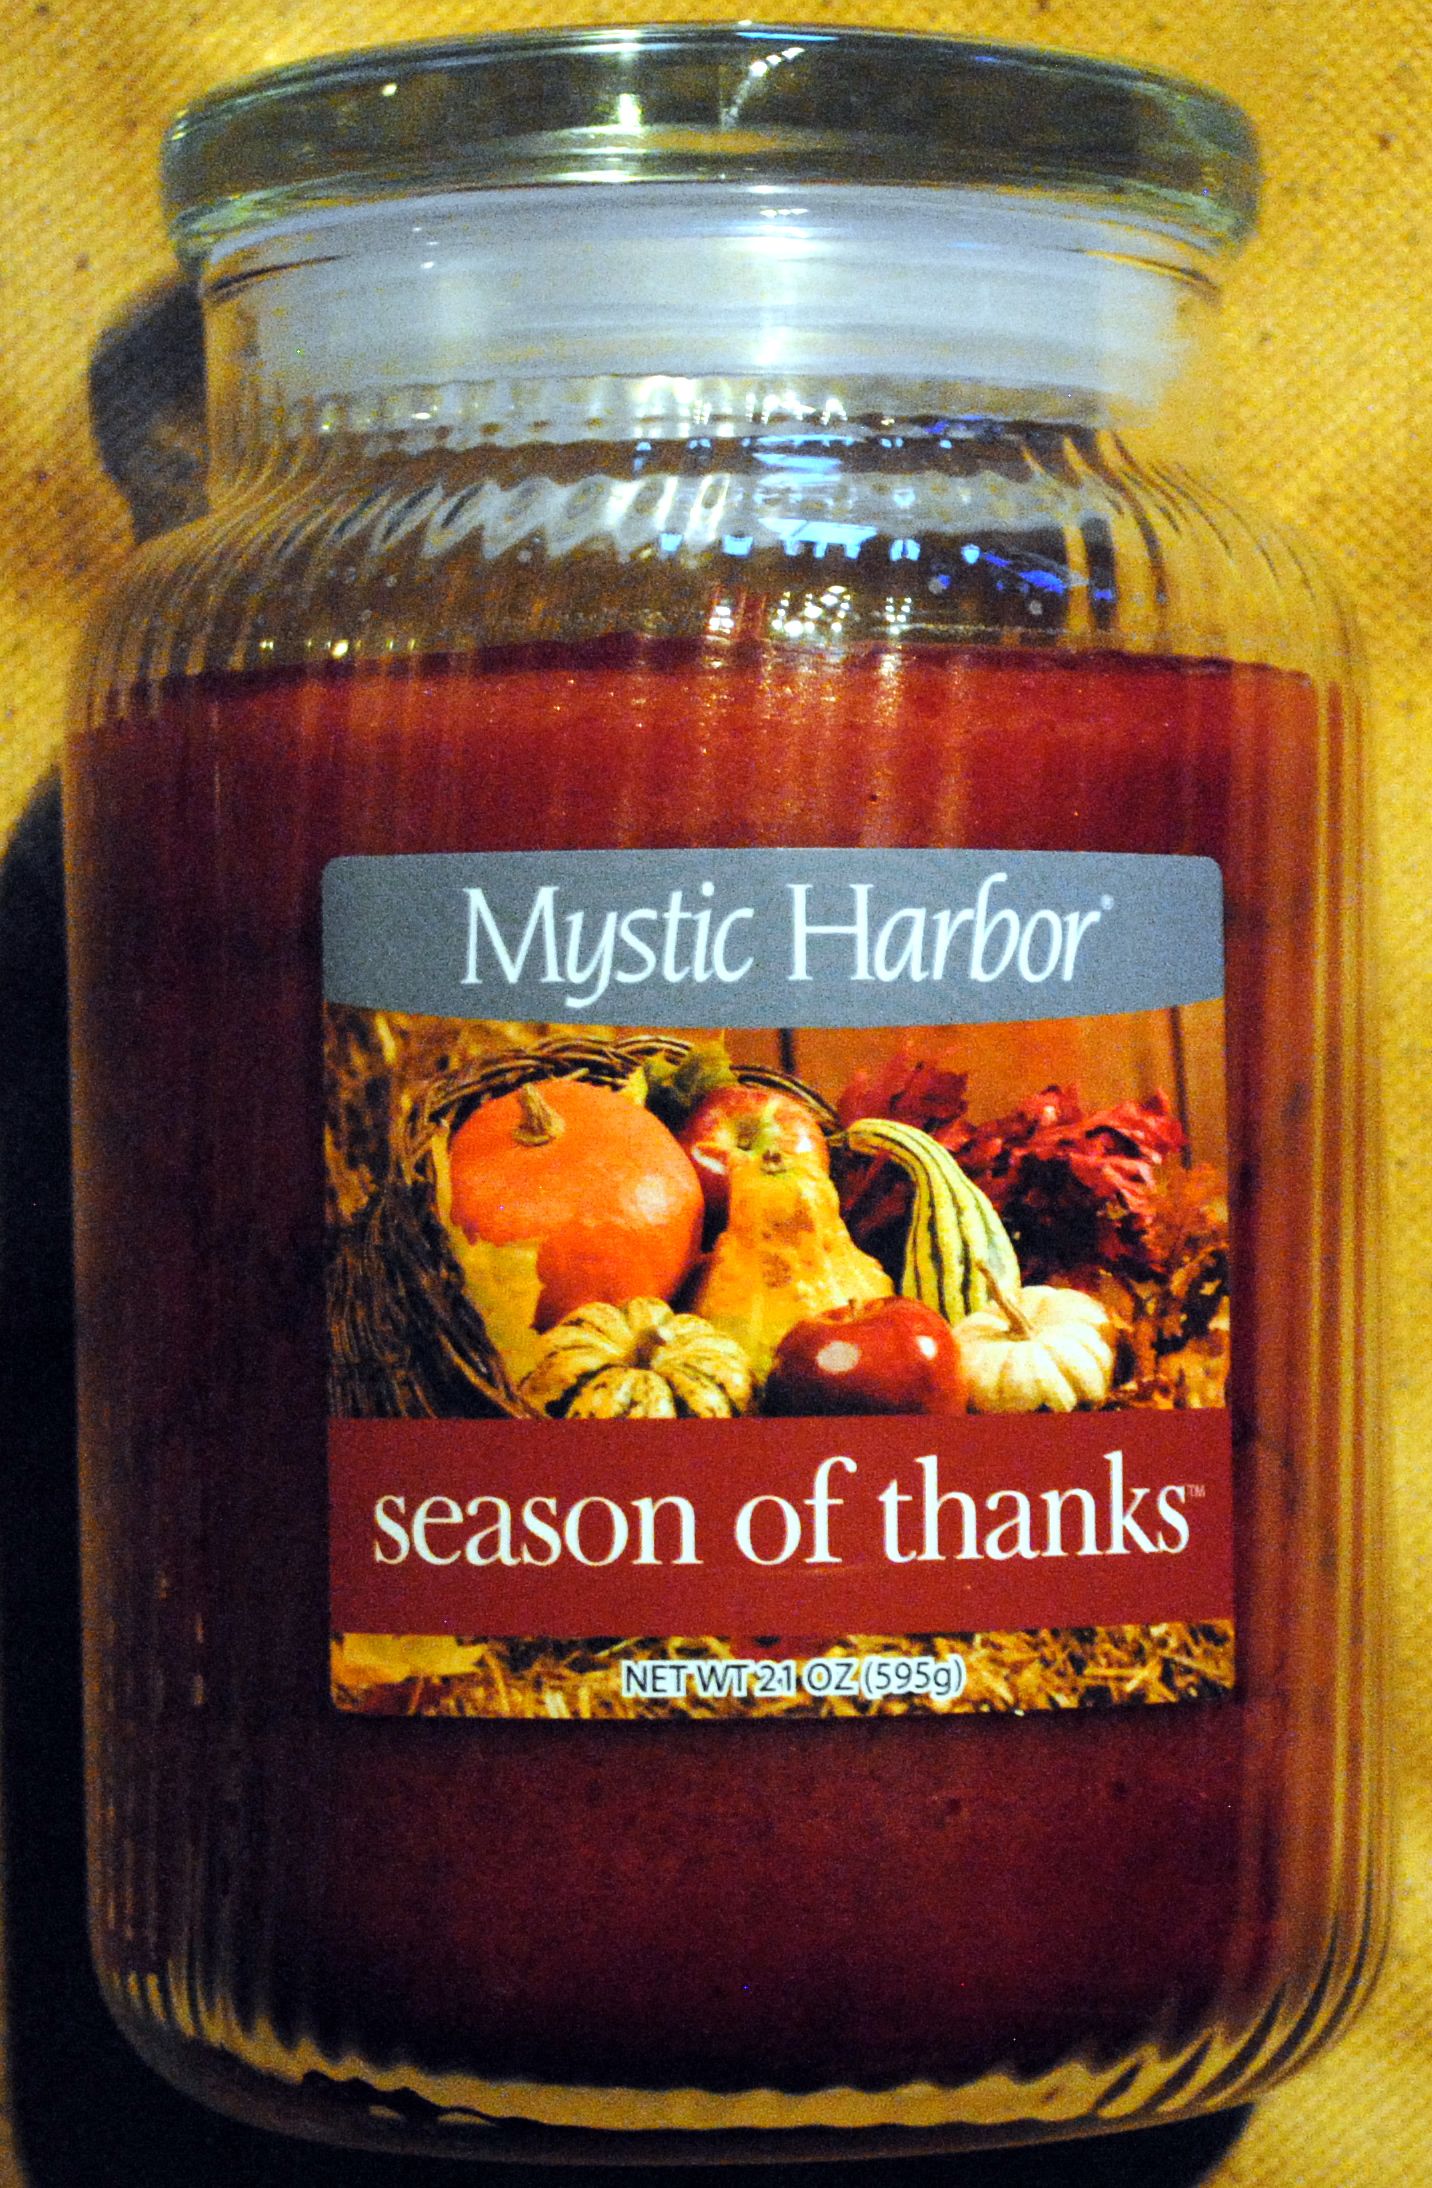 Mystic Harbor®
season of thanks™
NET WT 21 OZ (595g)